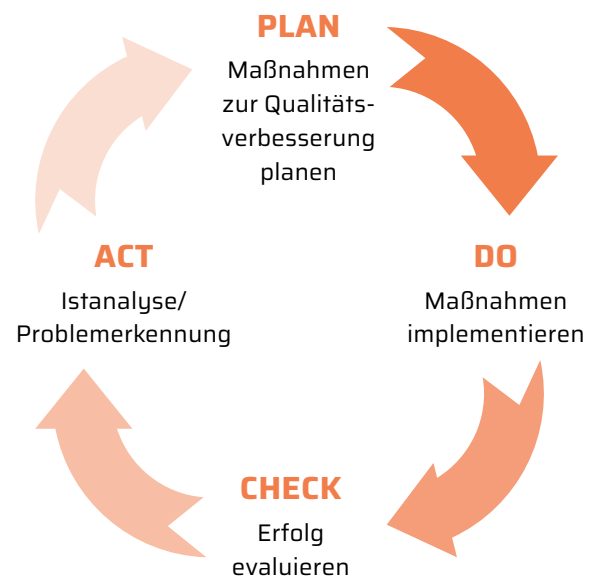 PLAN
Maßnahmen
zur Qualitäts-
verbesserung
planen
DO
Maßnahmen
implementieren
CHECK
Erfolg
evaluieren
ACT
Istanalyse/
Problemerkennung